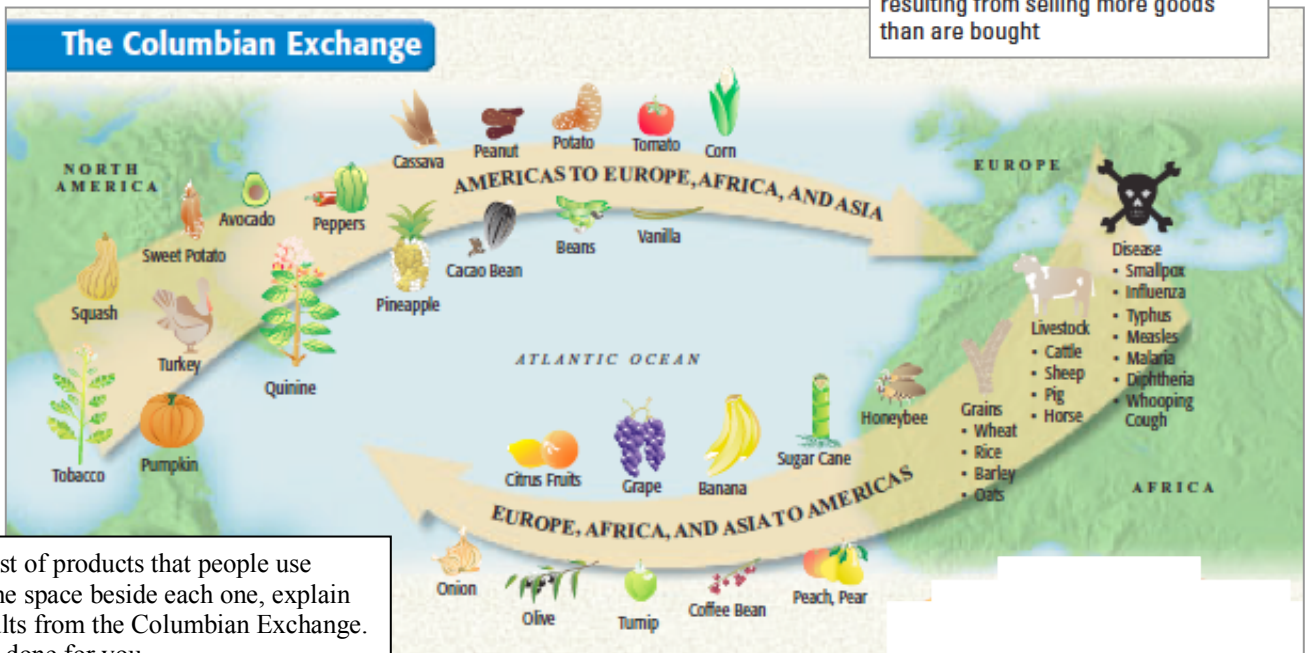 resulting from selling more goods
than are bought
The Columbian Exchange
NORTH
AMERICA
EUROPE
Cassava
Peanut
Potato
Tomato
Corn
AMERICAS TO EUROPE, AFRICA, AND ASIA
Avocado
Peppers
Sweet Potato
Squash
Turkey
Quinine
Pineapple
Cacao Bean
Beans
Vanilla
Tobacco
Pumpkin
ATLANTIC OCEAN
Disease
• Smallpox
• Influenza
• Typhus
• Measles
• Malaria
• Diphtheria
• Whooping
Cough
Livestock
• Cattle
• Sheep
• Pig
• Horse
Grains
• Wheat
• Rice
• Barley
• Oats
Honeybee
Sugar Cane
Banana
Grape
Citrus Fruits
AFRICA
EUROPE, AFRICA, AND ASIA TO AMERICAS
Onion
Olive
Turnip
Coffee Bean
Peach, Pear
st of products that people use
ne space beside each one, explain
lts from the Columbian Exchange.
done for you